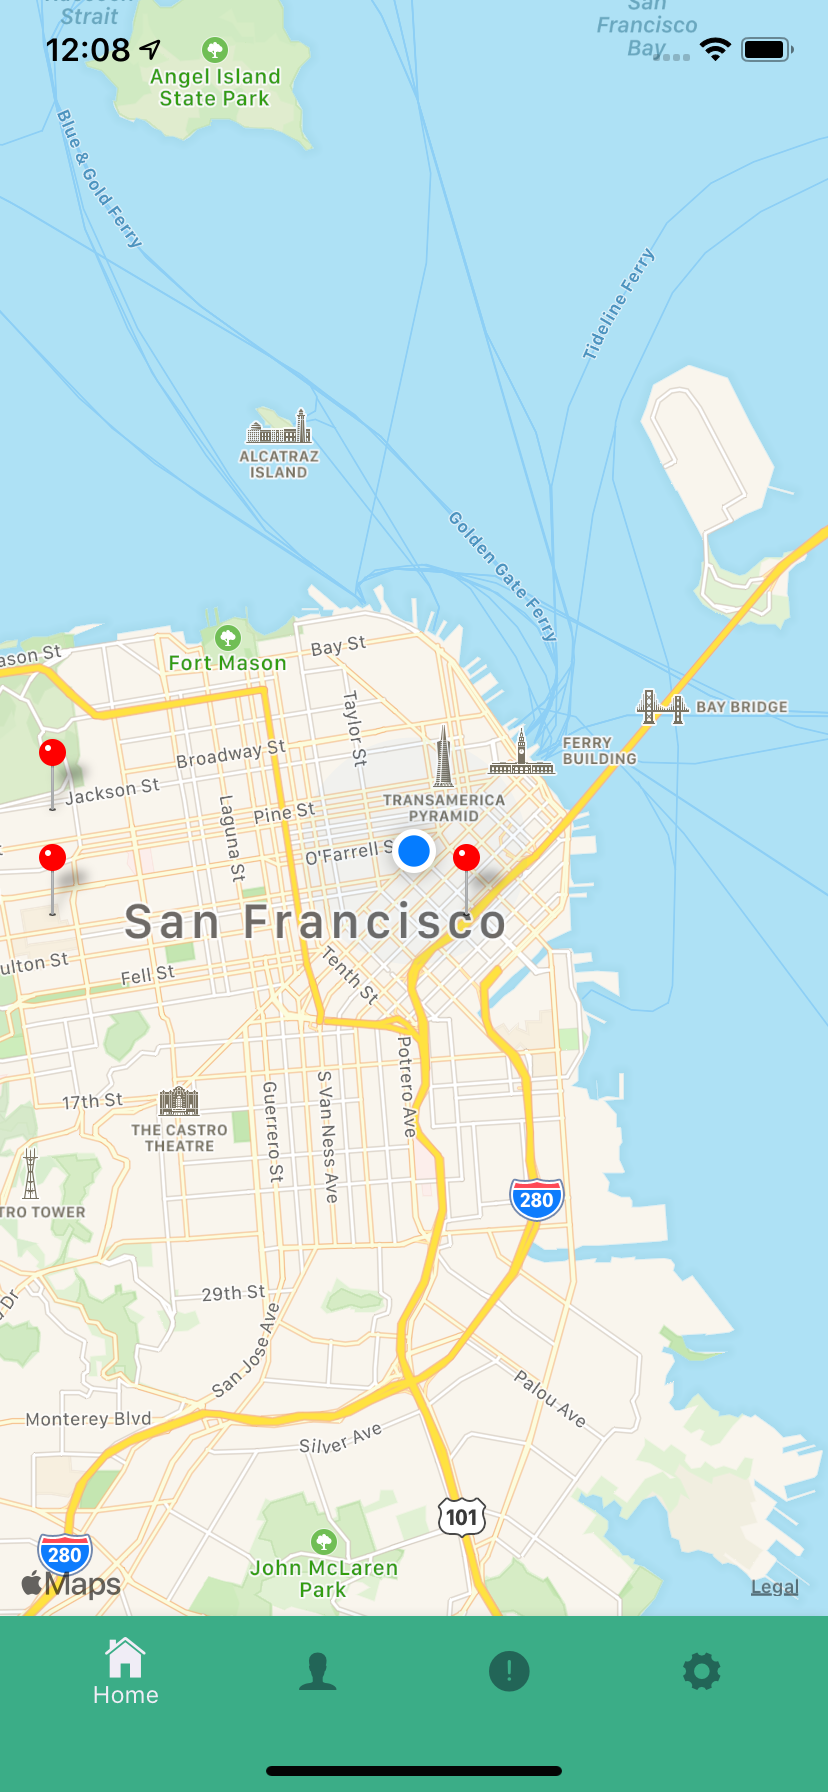 Strait
San
Francisco
Bay
12:08
Angel Island
State Park
Blue & Gold Ferry
Tideline Ferry
ALCATRAZ
ISLAND
Golden Gate Ferry
ason St
Fort Mason
Bay St
Taylor St
BAY BRIDGE
Broadway St
FERRY
BUILDING
Jackson St
TRANSAMERICA
PYRAMID
Pine St
Laguna St
O'Farrell S
San Francisco
ulton St
Fell St
Tenth St
Potrero Ave
17th St
Guerrero St
S Van Ness Ave
THE CASTRO
THEATRE
280
TRO TOWER
29th St
Dr
San Jose Ave
Palou Ave
Monterey Blvd
Silver Ave
101
280
John McLaren
Park
Maps
Legal
Home